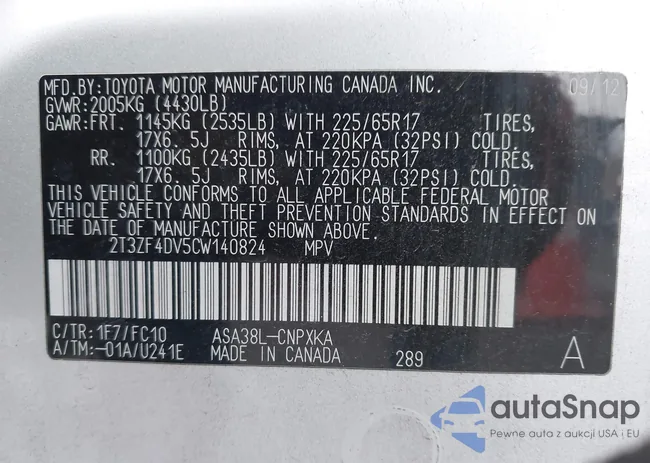 MFD.BY:TOYOTA MOTOR MANUFACTURING CANADA INC. 09/12
GVWR:2005KG (4430LB)
GAWR:FRT. 1145KG (2535LB) WITH 225/65R17 TIRES,
17X6. 5J RIMS, AT 220KPA (32PSI) COLD.
RR. 1100KG (2435LB) WITH 225/65R17 TIRES,
17X6. 5J RIMS, AT 220KPA (32PSI) COLD.
THIS VEHICLE CONFORMS TO ALL APPLICABLE FEDERAL MOTOR
VEHICLE SAFETY AND THEFT PREVENTION STANDARDS IN EFFECT ON
THE DATE OF MANUFACTURE SHOWN ABOVE.
2T3ZF4DV5CW140824 MPV
C/TR:1F7/FC10 ASA38L-CNPXKA
A/TM:-01A/U241E MADE IN CANADA 289 A
autoSnap
Pewne auta z aukcji USA i EU